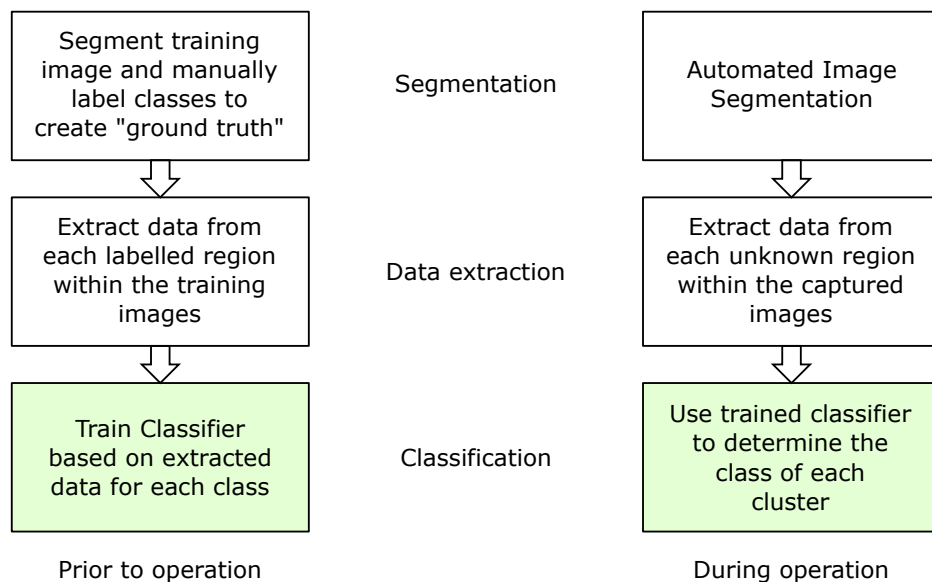 Segment training
image and manually
label classes to
create "ground truth"
Segmentation
Automated Image
Segmentation
Extract data from
each labelled region
within the training
images
Data extraction
Extract data from
each unknown region
within the captured
images
Train Classifier
based on extracted
data for each class
Classification
Use trained classifier
to determine the
class of each
cluster
Prior to operation
During operation